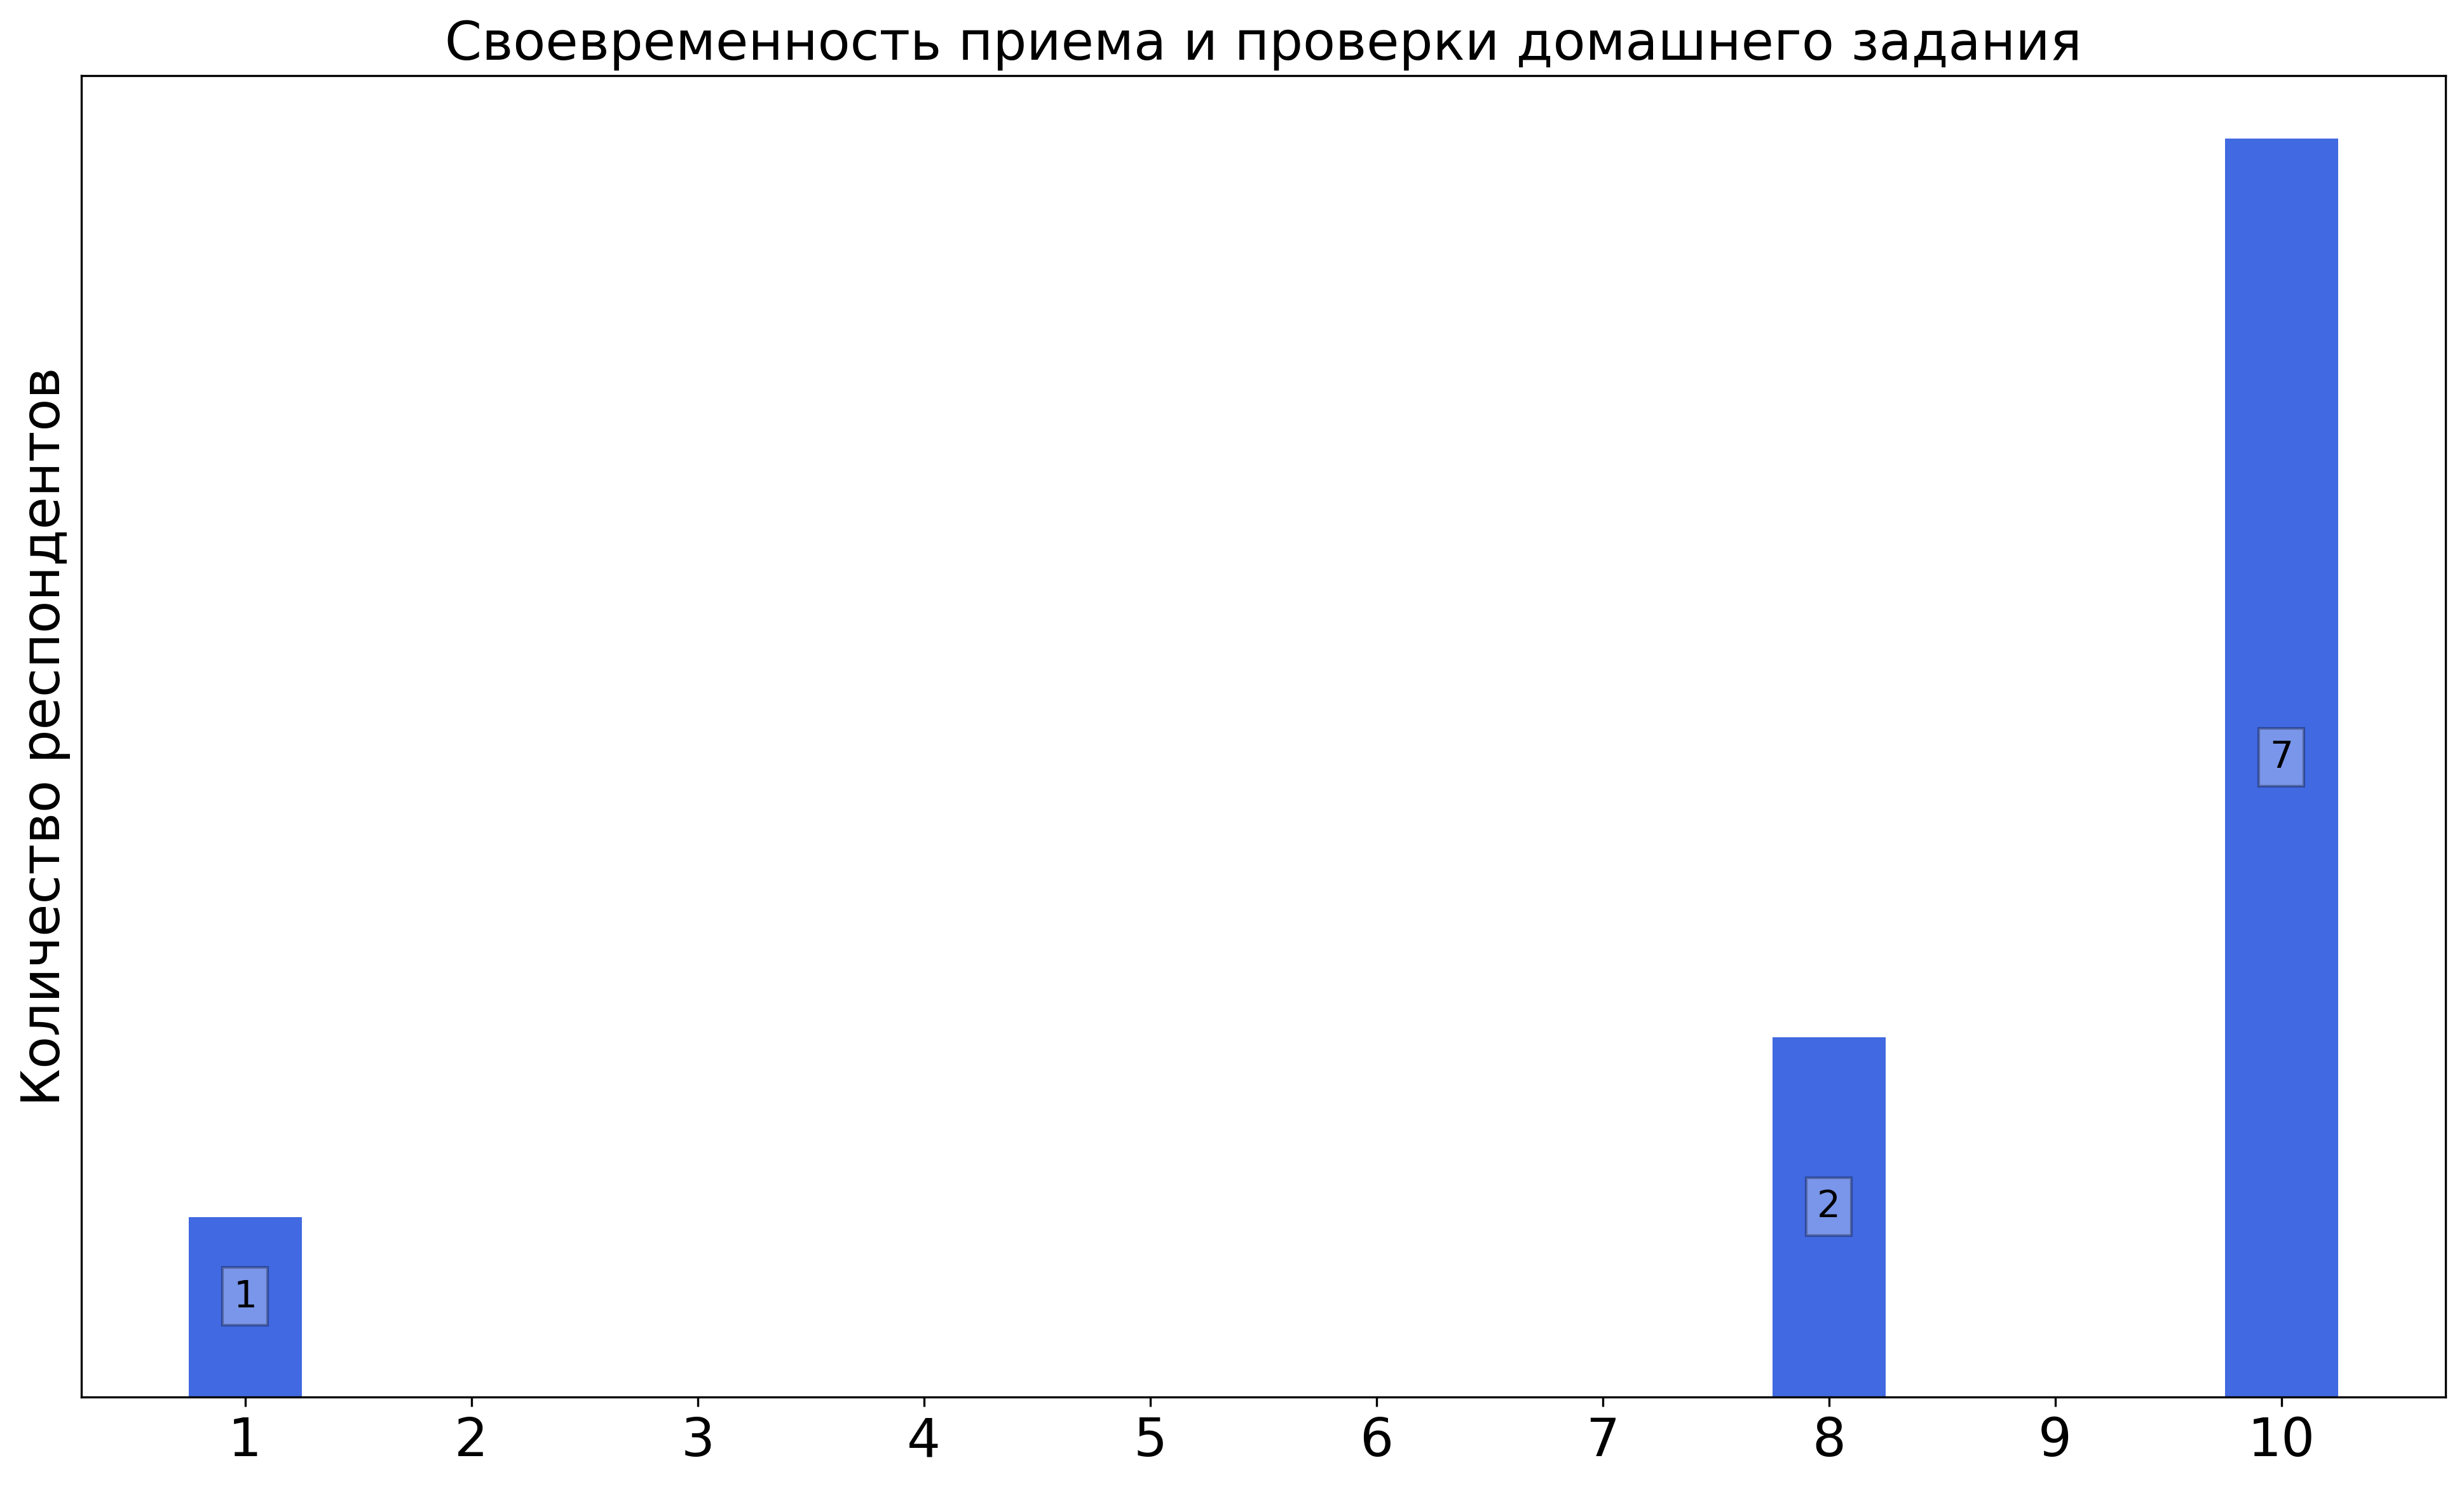 Своевременность приема и проверки домашнего задания
Количество респондентов
7
2
1
1 2 3 4 5 6 7 8 9 10